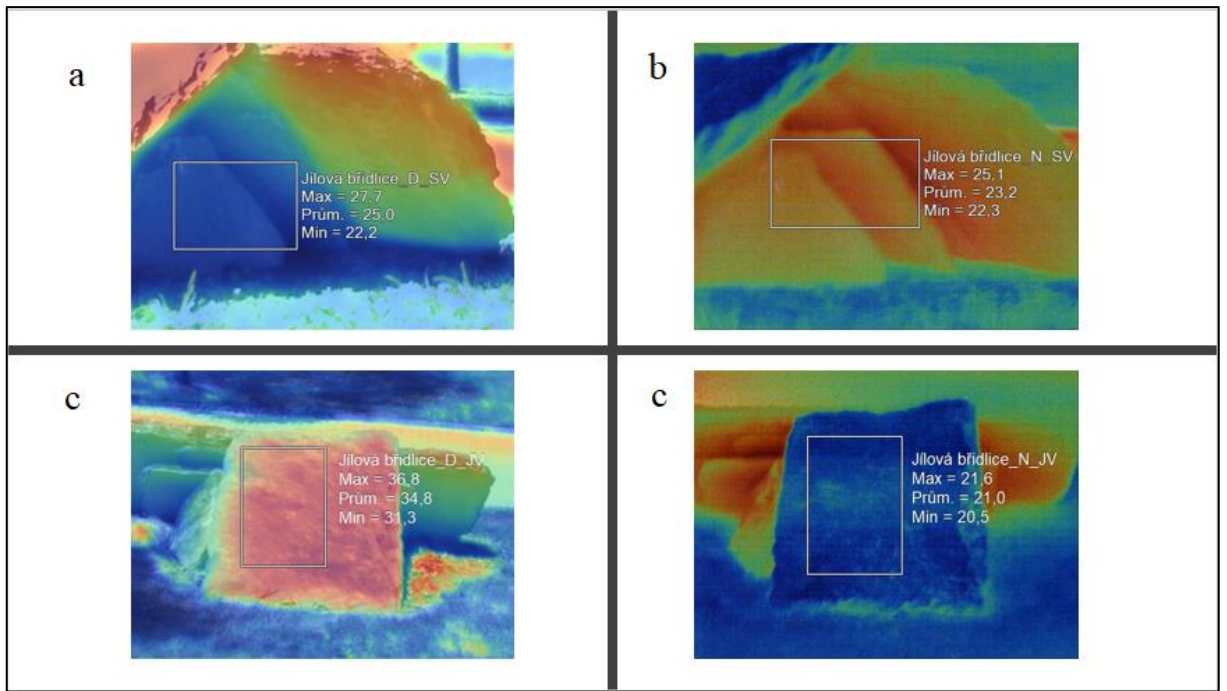 a
Jílová břidlice_D_SV
Max = 27,7
Prům. = 25,0
Min = 22,2
b
Jílová břidlice_N_SV
Max = 25,1
Prům. = 23,2
Min = 22,3
c
Jílová břidlice_D_JV
Max = 36,8
Prům. = 34,8
Min = 31,3
c
Jílová břidlice_N_JV
Max = 21,6
Prům. = 21,0
Min = 20,5